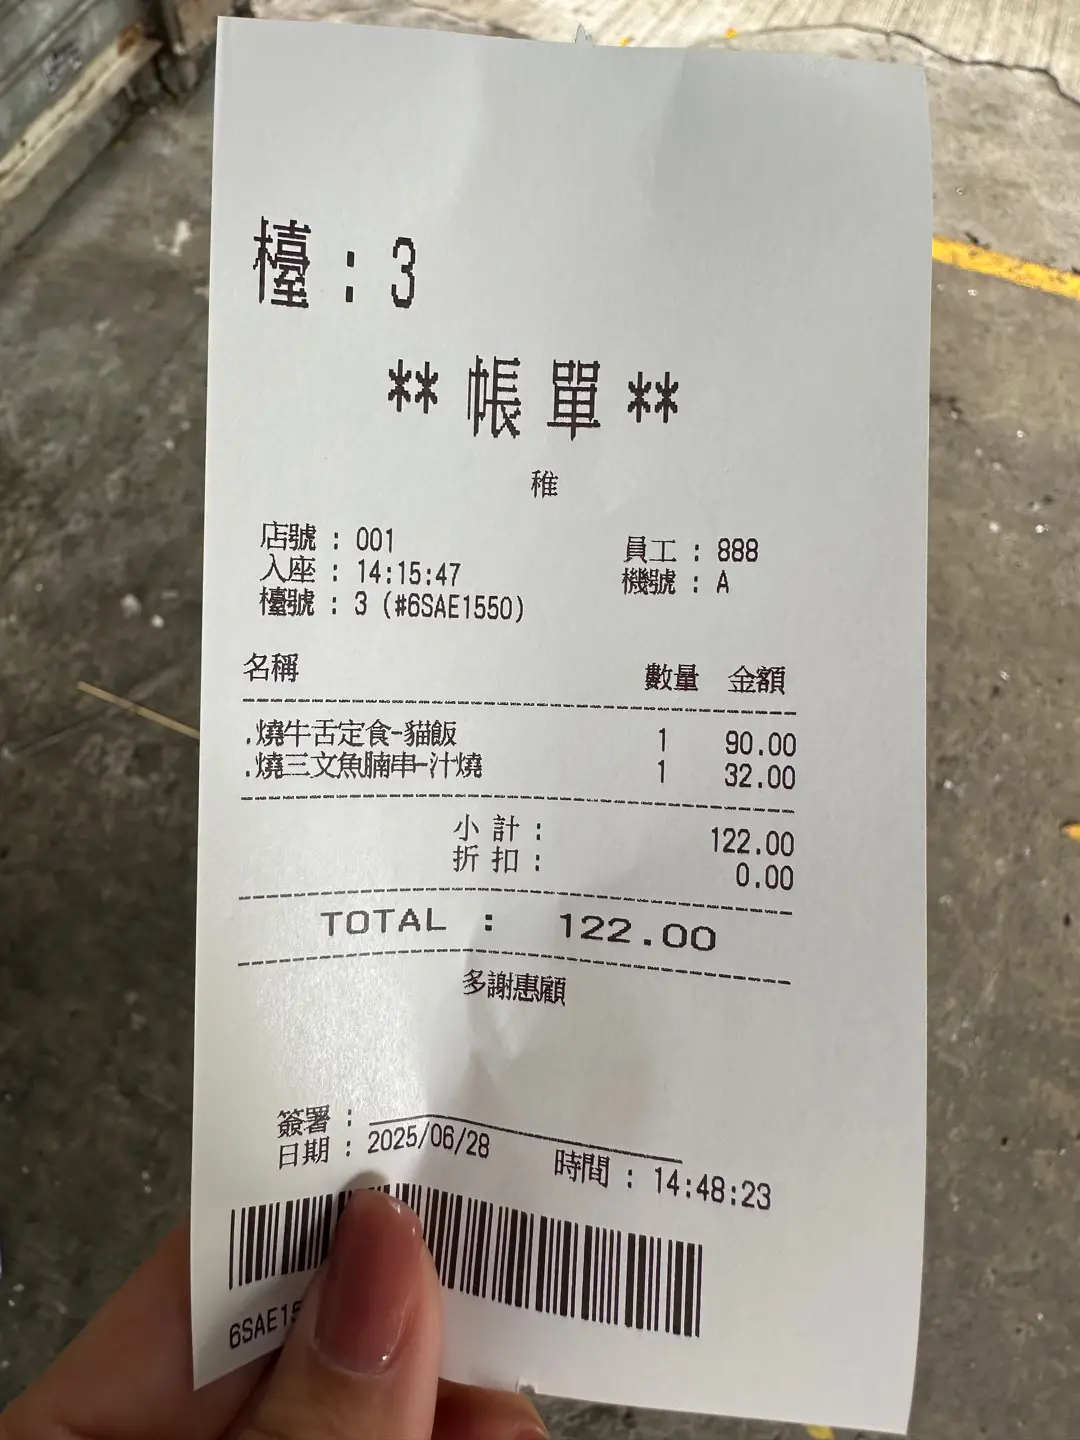 檯 : 3
** 帳 單 **
稚
店號 : 001
員工 : 888
入座 : 14:15:47
機號 : A
檯號 : 3 (#6SAE1550)
名稱 數量 金額
.燒牛舌定食-貓飯 1 90.00
.燒三文魚腩串-汁燒 1 32.00
小 計 : 122.00
折 扣 : 0.00
TOTAL : 122.00
多謝惠顧
簽署 :
日期 : 2025/06/28 時間 : 14:48:23
6SAE15